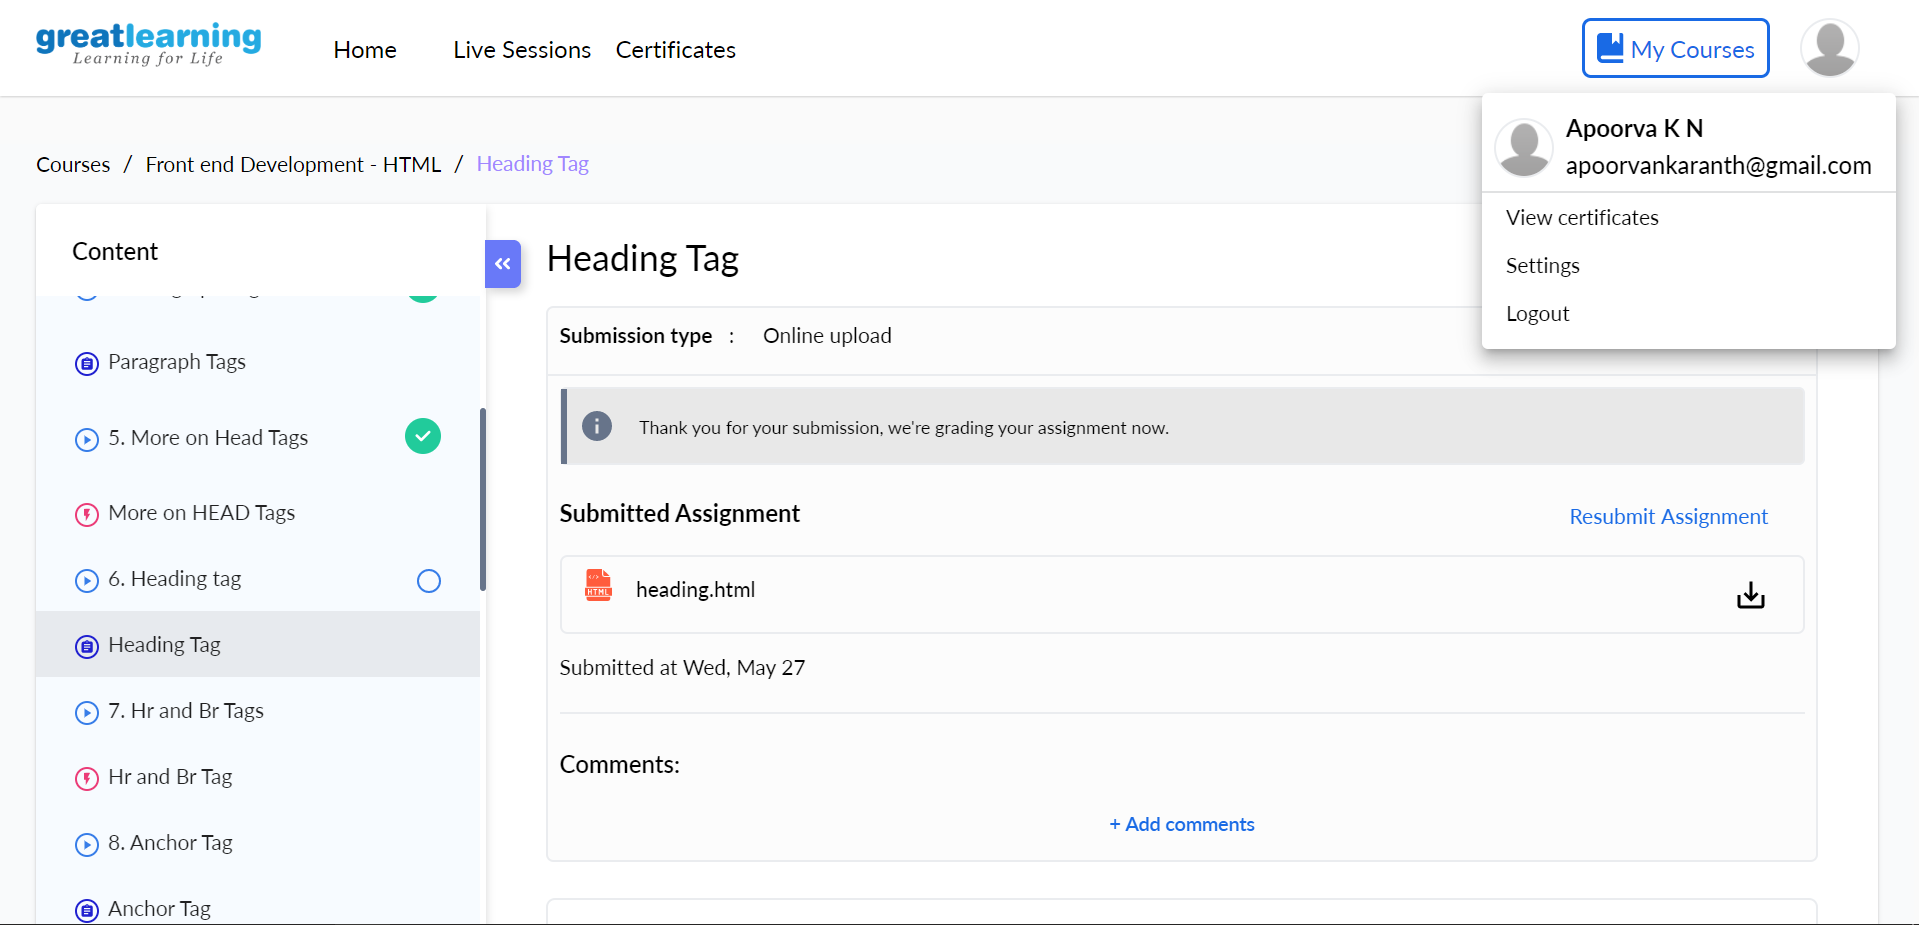 greatlearning
Learning for Life
Home
Live Sessions
Certificates
My Courses
Apoorva K N
apoorvankaranth@gmail.com
View certificates
Settings
Logout
Courses / Front end Development - HTML / Heading Tag
Content
Paragraph Tags
5. More on Head Tags
More on HEAD Tags
6. Heading tag
Heading Tag
7. Hr and Br Tags
Hr and Br Tag
8. Anchor Tag
Anchor Tag
Heading Tag
Submission type : Online upload
Thank you for your submission, we're grading your assignment now.
Submitted Assignment
Resubmit Assignment
HTML
heading.html
Submitted at Wed, May 27
Comments:
+ Add comments